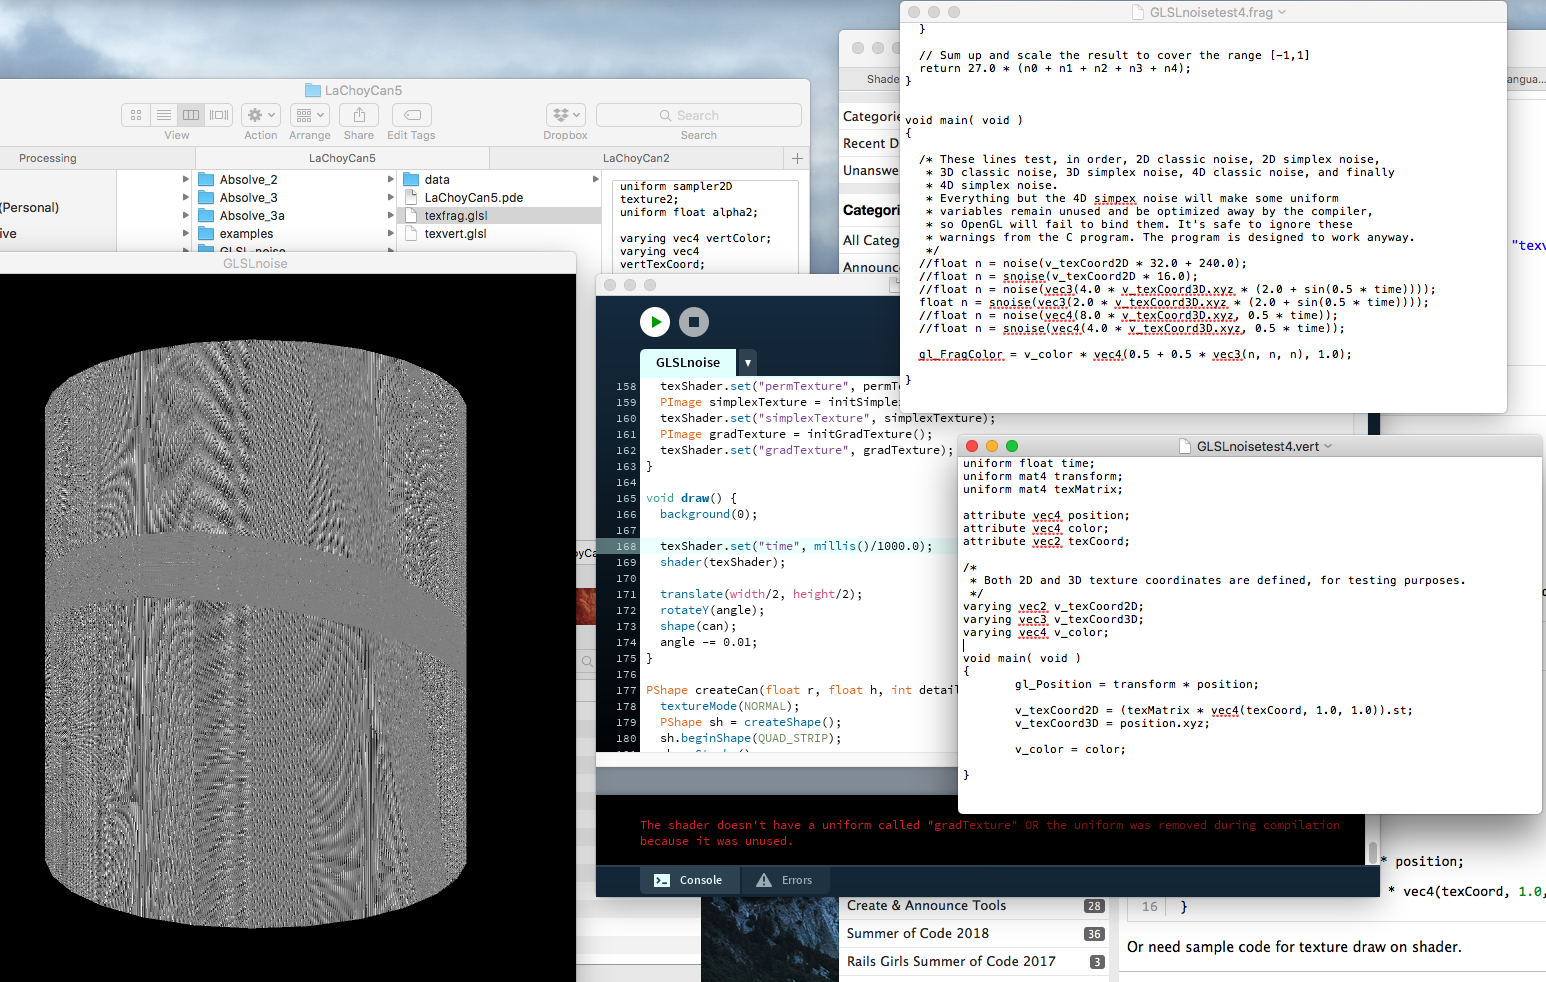 GLSLnoisetest4.frag
}
// Sum up and scale the result to cover the range [-1,1]
return 27.0 * (n0 + n1 + n2 + n3 + n4);
}
void main( void )
{
/* These lines test, in order, 2D classic noise, 2D simplex noise,
* 3D classic noise, 3D simplex noise, 4D classic noise, and finally
* 4D simplex noise.
* Everything but the 4D simpex noise will make some uniform
* variables remain unused and be optimized away by the compiler,
* so OpenGL will fail to bind them. It's safe to ignore these
* warnings from the C program. The program is designed to work anyway.
*/
//float n = noise(v_texCoord2D * 32.0 + 240.0);
//float n = snoise(v_texCoord2D * 16.0);
//float n = noise(vec3(4.0 * v_texCoord3D.xyz * (2.0 + sin(0.5 * time))));
float n = snoise(vec3(2.0 * v_texCoord3D.xyz * (2.0 + sin(0.5 * time))));
//float n = noise(vec4(8.0 * v_texCoord3D.xyz, 0.5 * time));
//float n = snoise(vec4(4.0 * v_texCoord3D.xyz, 0.5 * time));
gl_FragColor = v_color * vec4(0.5 + 0.5 * vec3(n, n, n), 1.0);
}
LaChoyCan5
View
Action
Arrange
Share
Edit Tags
Dropbox
Search
Search
Processing
LaChoyCan5
LaChoyCan2
(Personal)
ive
Absolve_2
Absolve_3
Absolve_3a
examples
GLSL-noise
data
LaChoyCan5.pde
texfrag.glsl
texvert.glsl
uniform sampler2D
texture2;
uniform float alpha2;
varying vec4 vertColor;
varying vec4
vertTexCoord;
Shade
angua...
Categorie
Recent D
Unanswe
Categori
All Categ
Announc
"texv
GLSLnoise
GLSLnoise
158 texShader.set("permTexture", permT
159 PImage simplexTexture = initSimplex
160 texShader.set("simplexTexture", simplexTexture);
161 PImage gradTexture = initGradTexture();
162 texShader.set("gradTexture", gradTexture);
163 }
164
165 void draw() {
166 background(0);
167
168 texShader.set("time", millis()/1000.0);
169 shader(texShader);
170
171 translate(width/2, height/2);
172 rotateY(angle);
173 shape(can);
174 angle -= 0.01;
175 }
176
177 PShape createCan(float r, float h, int detail
178 textureMode(NORMAL);
179 PShape sh = createShape();
180 sh.beginShape(QUAD_STRIP);
oyCa
The shader doesn't have a uniform called "gradTexture" OR the uniform was removed during compilation
because it was unused.
Console
Errors
GLSLnoisetest4.vert
uniform float time;
uniform mat4 transform;
uniform mat4 texMatrix;
attribute vec4 position;
attribute vec4 color;
attribute vec2 texCoord;
/*
* Both 2D and 3D texture coordinates are defined, for testing purposes.
*/
varying vec2 v_texCoord2D;
varying vec3 v_texCoord3D;
varying vec4 v_color;
void main( void )
{
gl_Position = transform * position;
v_texCoord2D = (texMatrix * vec4(texCoord, 1.0, 1.0)).st;
v_texCoord3D = position.xyz;
v_color = color;
}
* position;
* vec4(texCoord, 1.0,
16 }
Create & Announce Tools 28
Summer of Code 2018 36
Rails Girls Summer of Code 2017 3
Or need sample code for texture draw on shader.